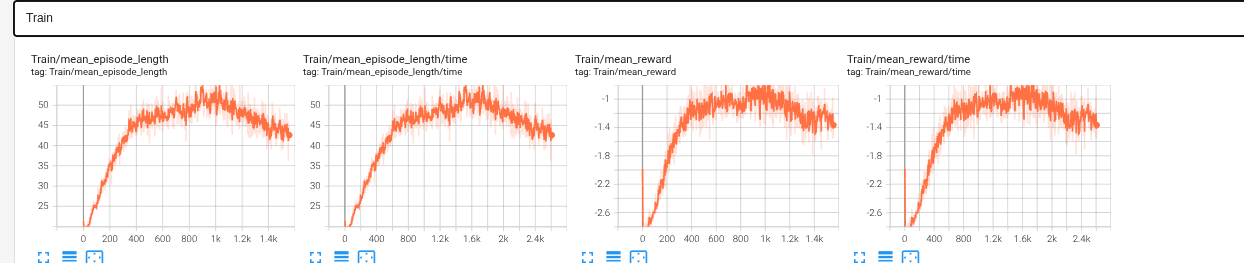 Train
Train/mean_episode_length
tag: Train/mean_episode_length
50
45
40
35
30
25
0 200 400 600 800 1k 1.2k 1.4k
Train/mean_episode_length/time
tag: Train/mean_episode_length/time
50
45
40
35
30
25
0 400 800 1.2k 1.6k 2k 2.4k
Train/mean_reward
tag: Train/mean_reward
-1
-1.4
-1.8
-2.2
-2.6
0 200 400 600 800 1k 1.2k 1.4k
Train/mean_reward/time
tag: Train/mean_reward/time
-1
-1.4
-1.8
-2.2
-2.6
0 400 800 1.2k 1.6k 2k 2.4k